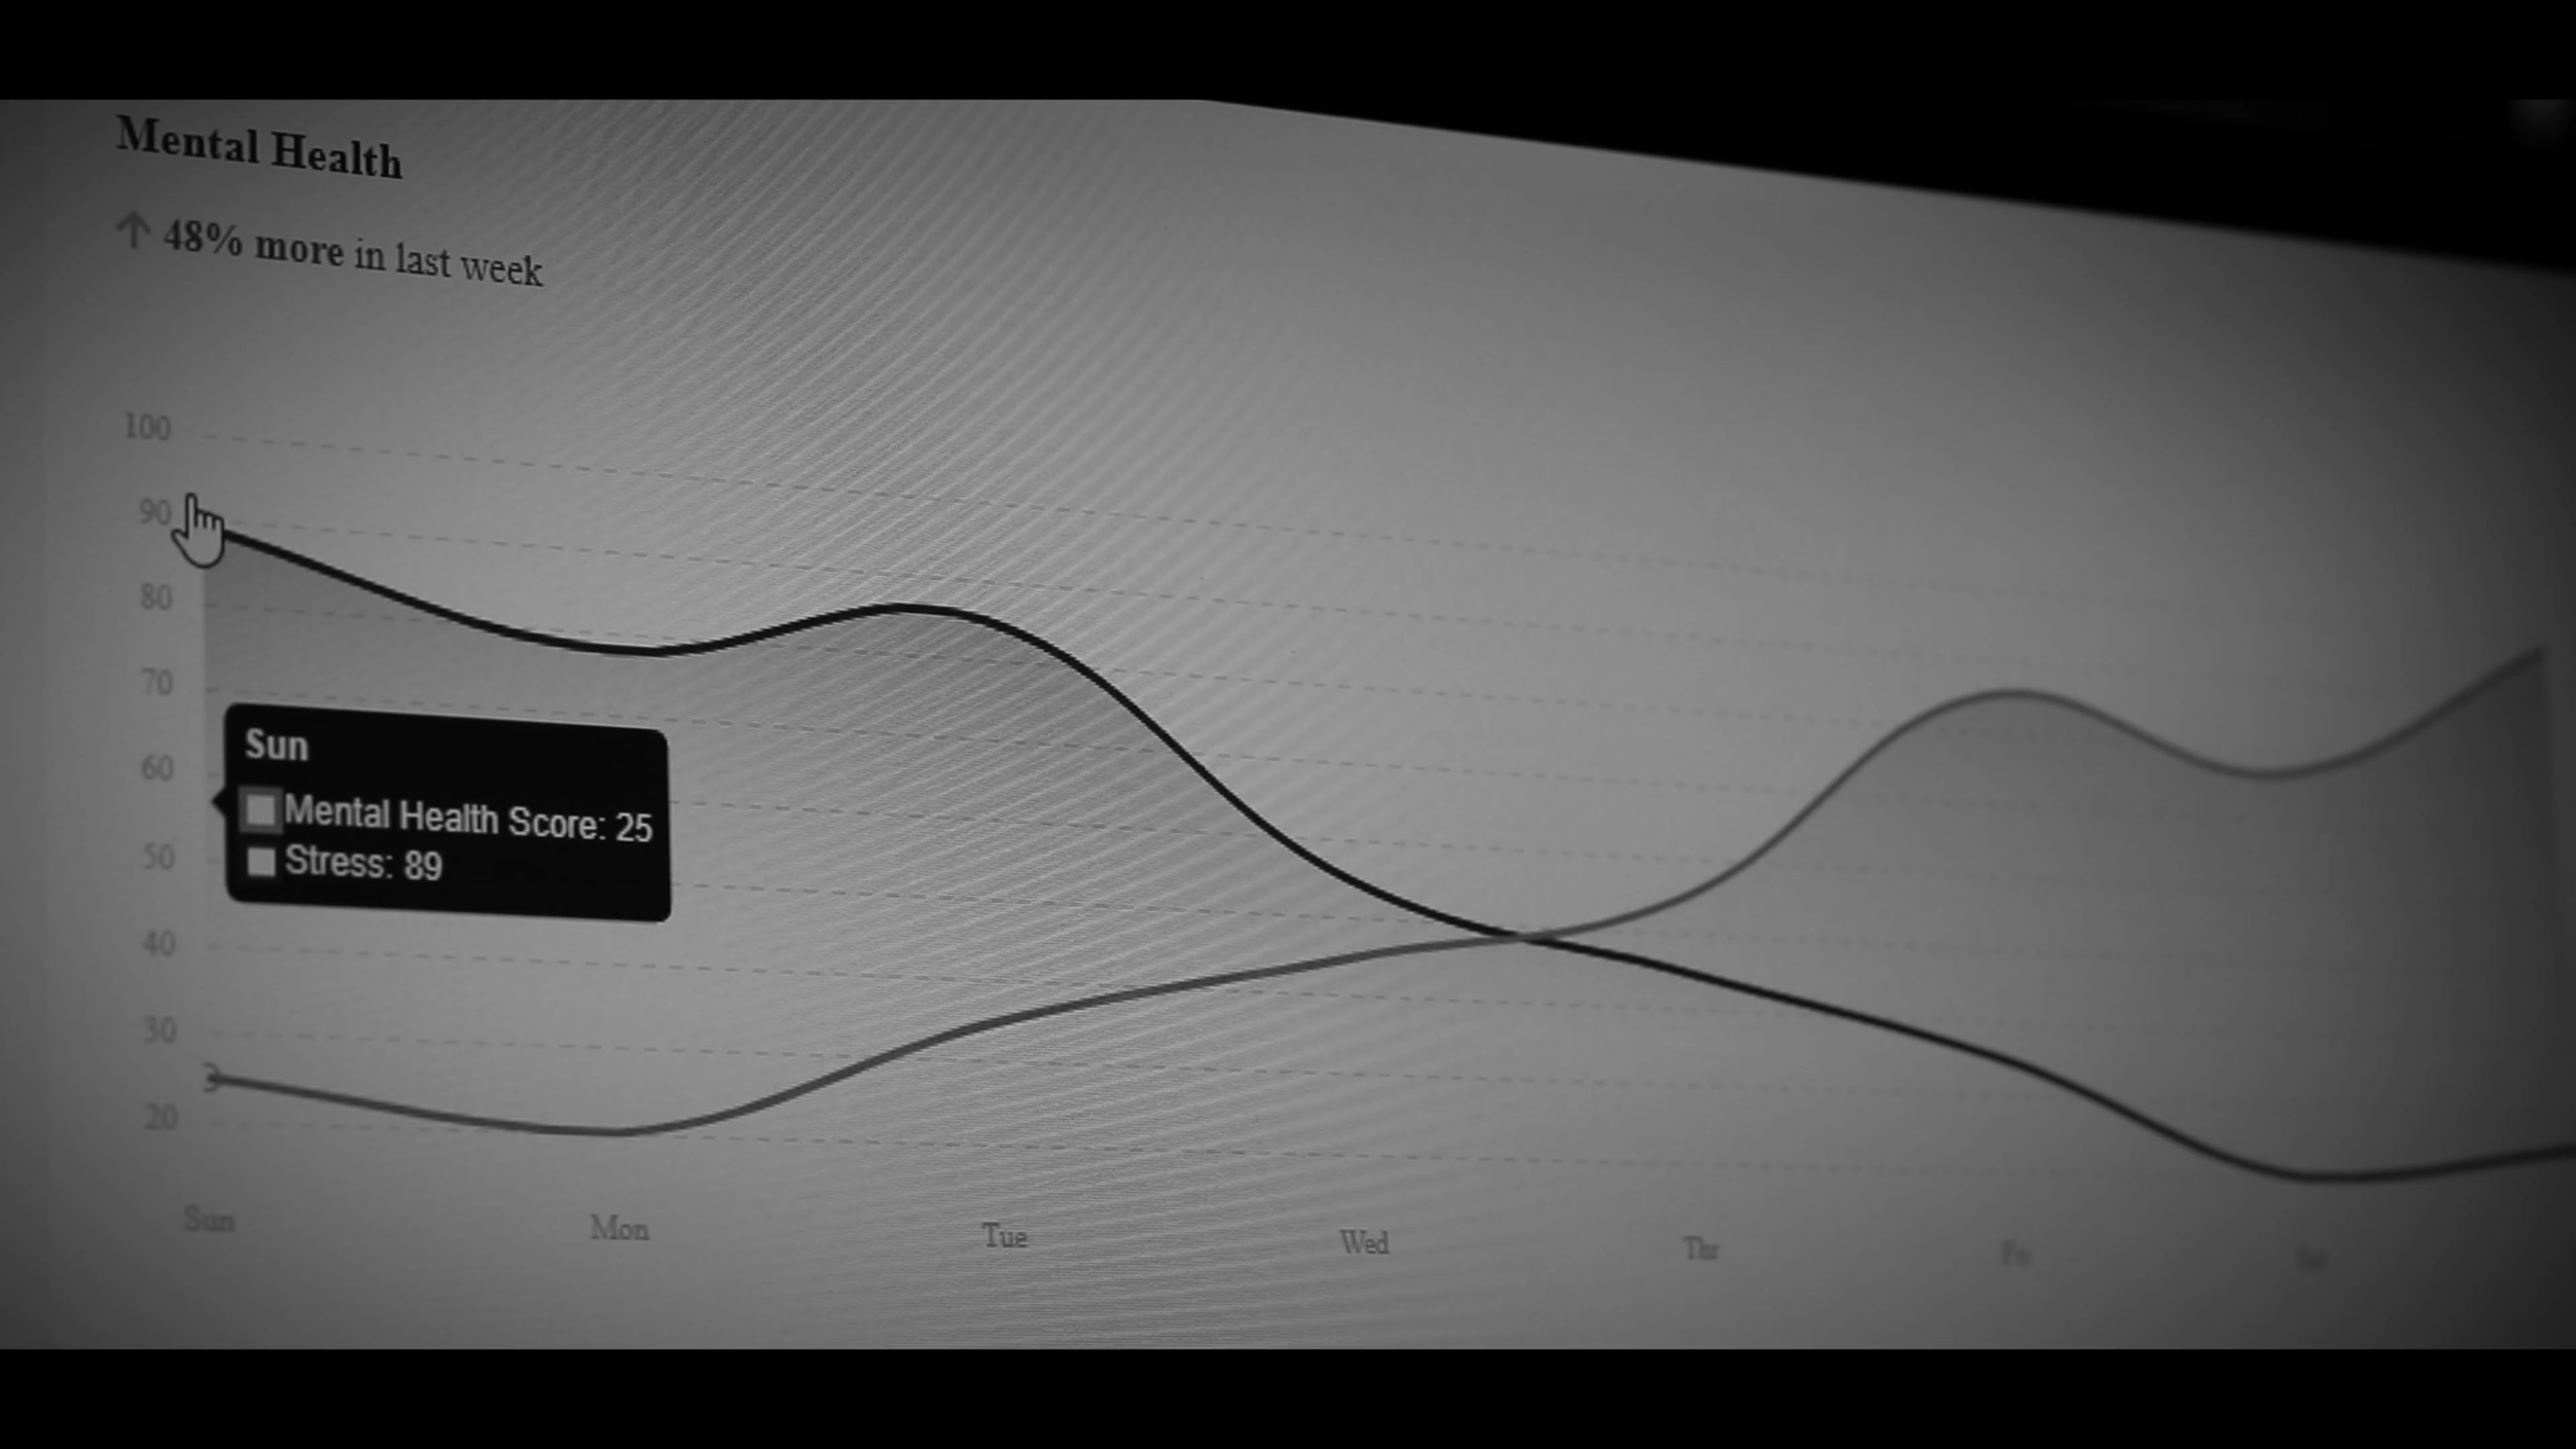 Mental Health
↑ 48% more in last week
100
90
80
70
60
50
40
30
20
Sun
Mental Health Score: 25
Stress: 89
Sun Mon Tue Wed Thr Fri